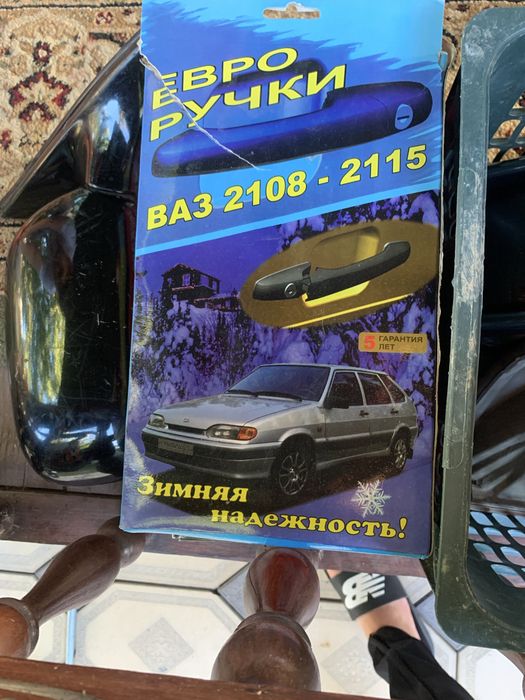 ЕВРО
РУЧКИ
ВАЗ 2108 - 2115
5 ГАРАНТИЯ
ЛЕТ
Зимняя
надежность!